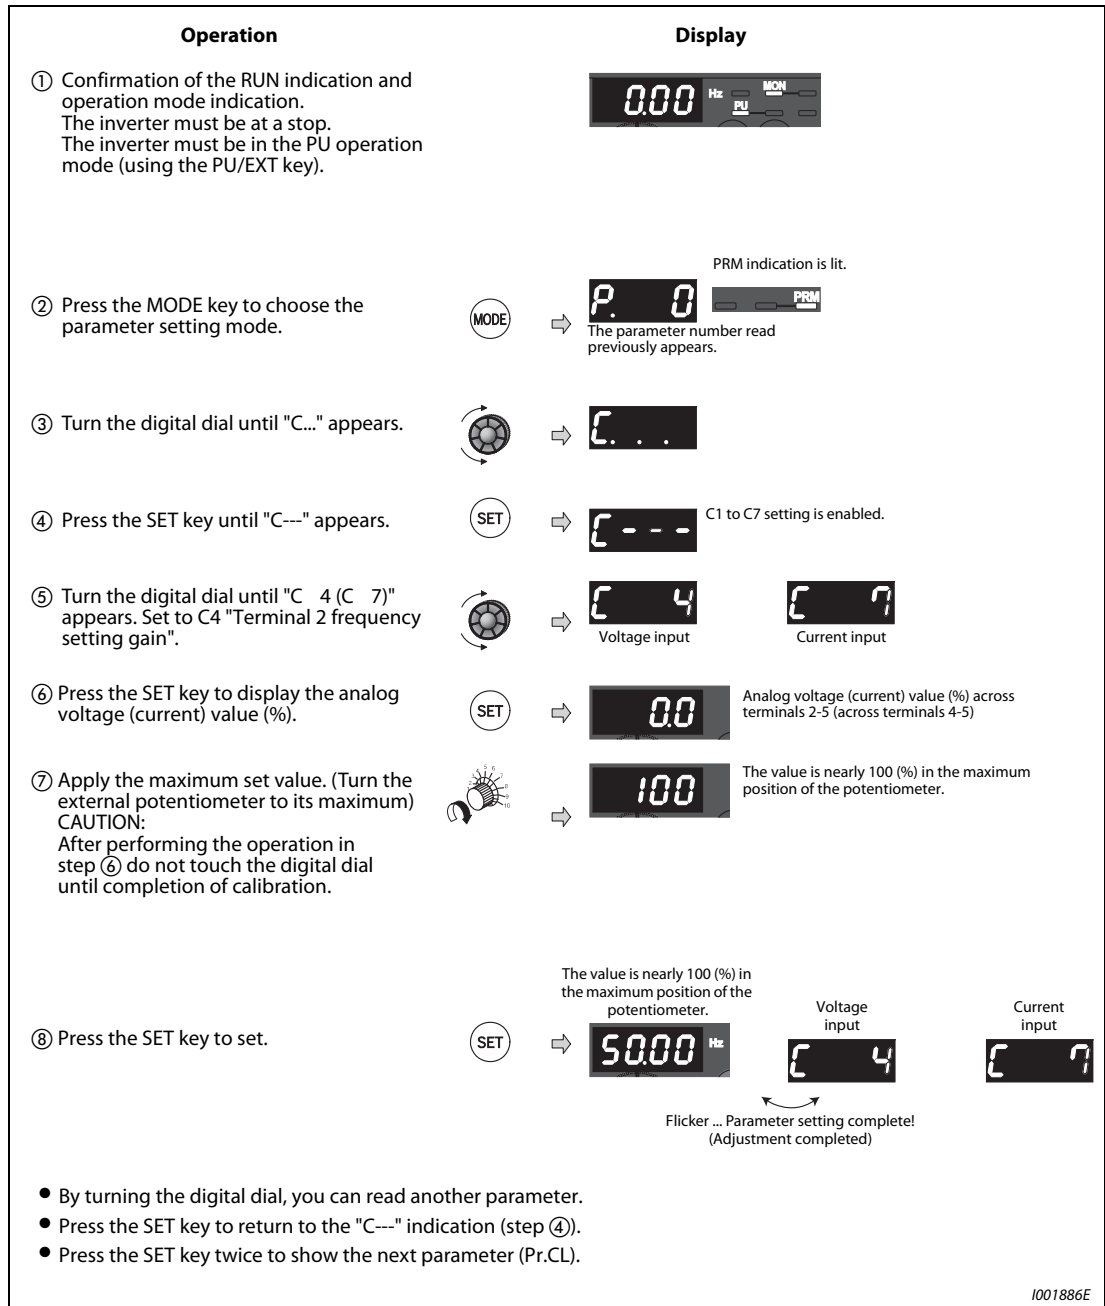 Operation
Display
① Confirmation of the RUN indication and
operation mode indication.
The inverter must be at a stop.
The inverter must be in the PU operation
mode (using the PU/EXT key).
0.00 Hz MON
PU
PRM indication is lit.
② Press the MODE key to choose the
parameter setting mode.
MODE
P. 0
PRM
The parameter number read
previously appears.
③ Turn the digital dial until "C..." appears.
C. . .
④ Press the SET key until "C---" appears.
SET
C - - -
C1 to C7 setting is enabled.
⑤ Turn the digital dial until "C 4 (C 7)"
appears. Set to C4 "Terminal 2 frequency
setting gain".
C 4
Voltage input
C 7
Current input
⑥ Press the SET key to display the analog
voltage (current) value (%).
SET
0.0
Analog voltage (current) value (%) across
terminals 2-5 (across terminals 4-5)
⑦ Apply the maximum set value. (Turn the
external potentiometer to its maximum)
CAUTION:
After performing the operation in
step ⑥ do not touch the digital dial
until completion of calibration.
100
The value is nearly 100 (%) in the maximum
position of the potentiometer.
The value is nearly 100 (%) in
the maximum position of the
potentiometer.
Voltage
input
Current
input
⑧ Press the SET key to set.
SET
50.00 Hz
C 4
C 7
Flicker ... Parameter setting complete!
(Adjustment completed)
● By turning the digital dial, you can read another parameter.
● Press the SET key to return to the "C---" indication (step ④).
● Press the SET key twice to show the next parameter (Pr.CL).
I001886E